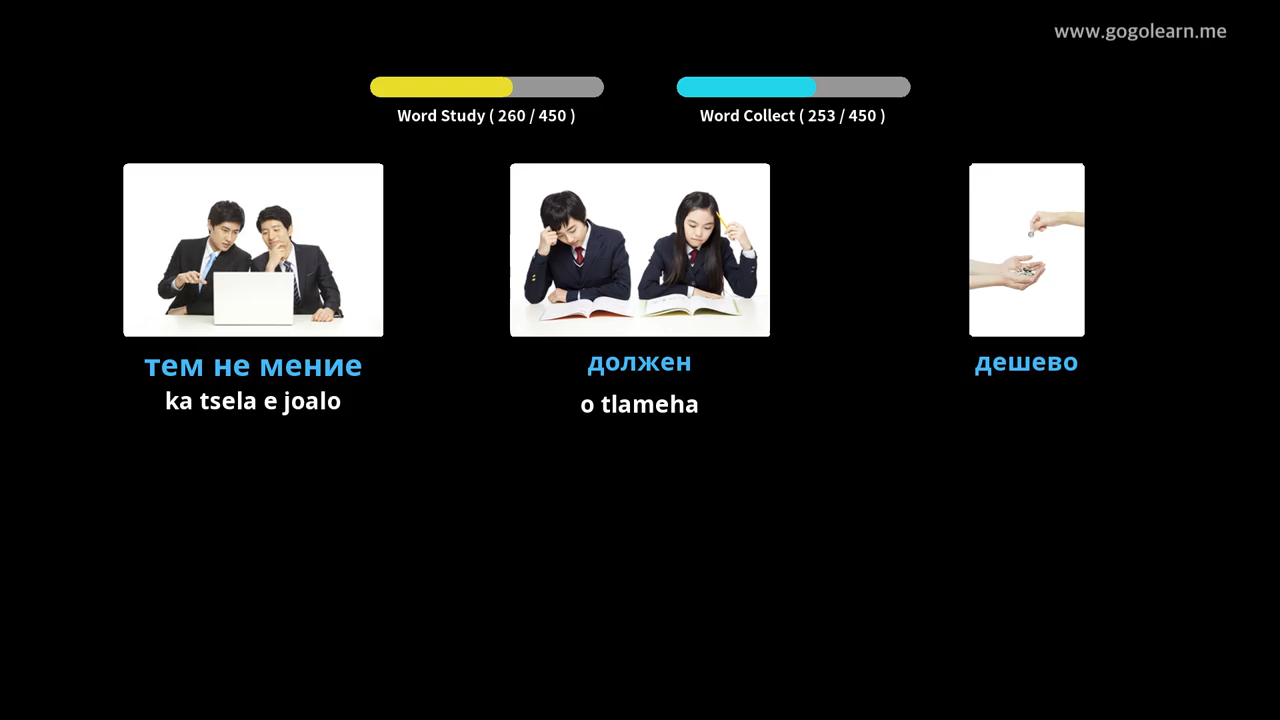 www.gogolearn.me
Word Study ( 260 / 450 )
Word Collect ( 253 / 450 )
тем не мение
ka tsela e joalo
должен
o tlameha
дешево